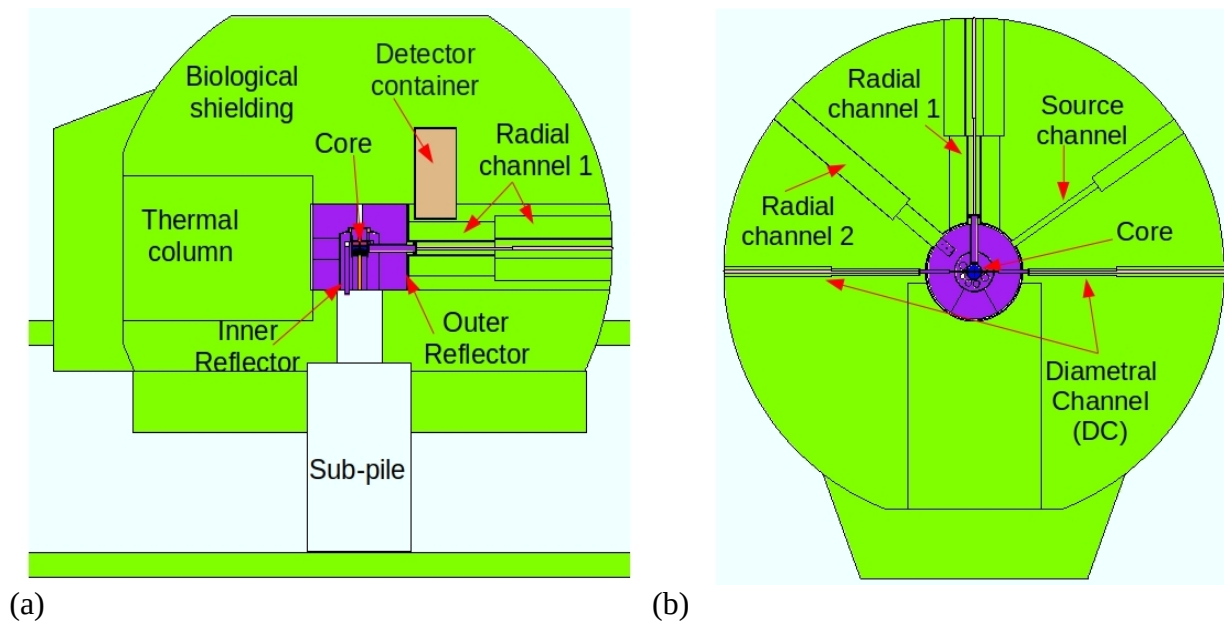 Biological
shielding
Detector
container
Core
Radial
channel 1
Thermal
column
Inner
Reflector
Outer
Reflector
Sub-pile
(a)
Radial
channel 1
Source
channel
Radial
channel 2
Core
Diametral
Channel
(DC)
(b)